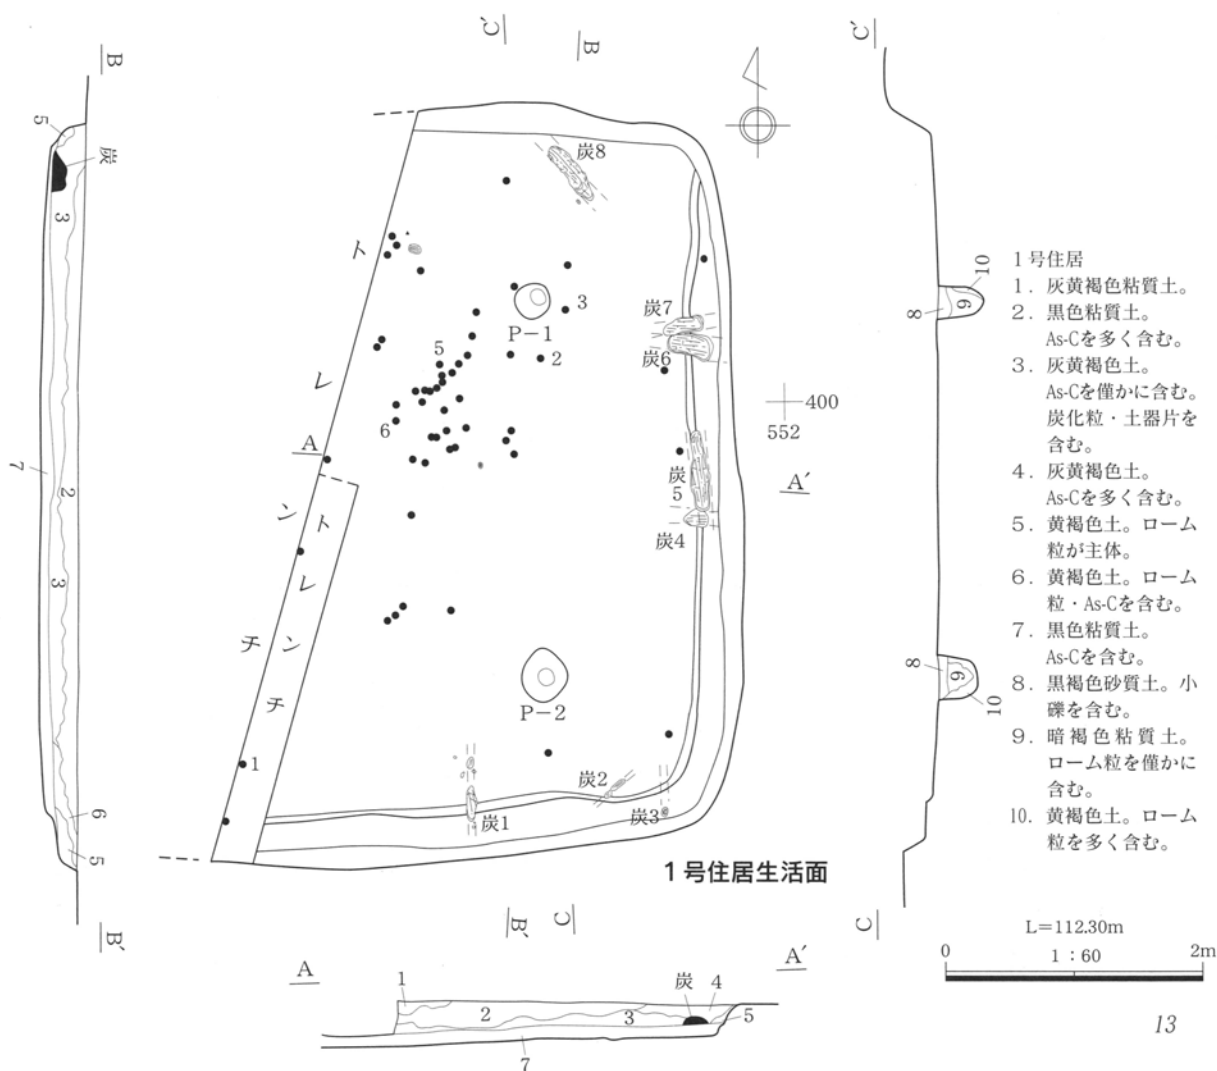 C′
B
C′
B
5
炭
3
2
3
7
6
5
B′
炭8
ト
レ
ン
チ
P-1
3
5
2
6
炭7
炭6
400
552
A
A′
炭
5
炭4
ト
レ
ン
チ
P-2
1
炭2
炭1
炭3
1号住居生活面
8
9
10
8
9
10
C
B′
C
A
A′
1
2
3
炭
4
5
7
1号住居
1. 灰黄褐色粘質土。
2. 黒色粘質土。
As-Cを多く含む。
3. 灰黄褐色土。
As-Cを僅かに含む。
炭化粒・土器片を
含む。
4. 灰黄褐色土。
As-Cを多く含む。
5. 黄褐色土。ローム
粒が主体。
6. 黄褐色土。ローム
粒・As-Cを含む。
7. 黒色粘質土。
As-Cを含む。
8. 黒褐色砂質土。小
礫を含む。
9. 暗褐色粘質土。
ローム粒を僅かに
含む。
10. 黄褐色土。ローム
粒を多く含む。
L=112.30m
0 1:60 2m
13